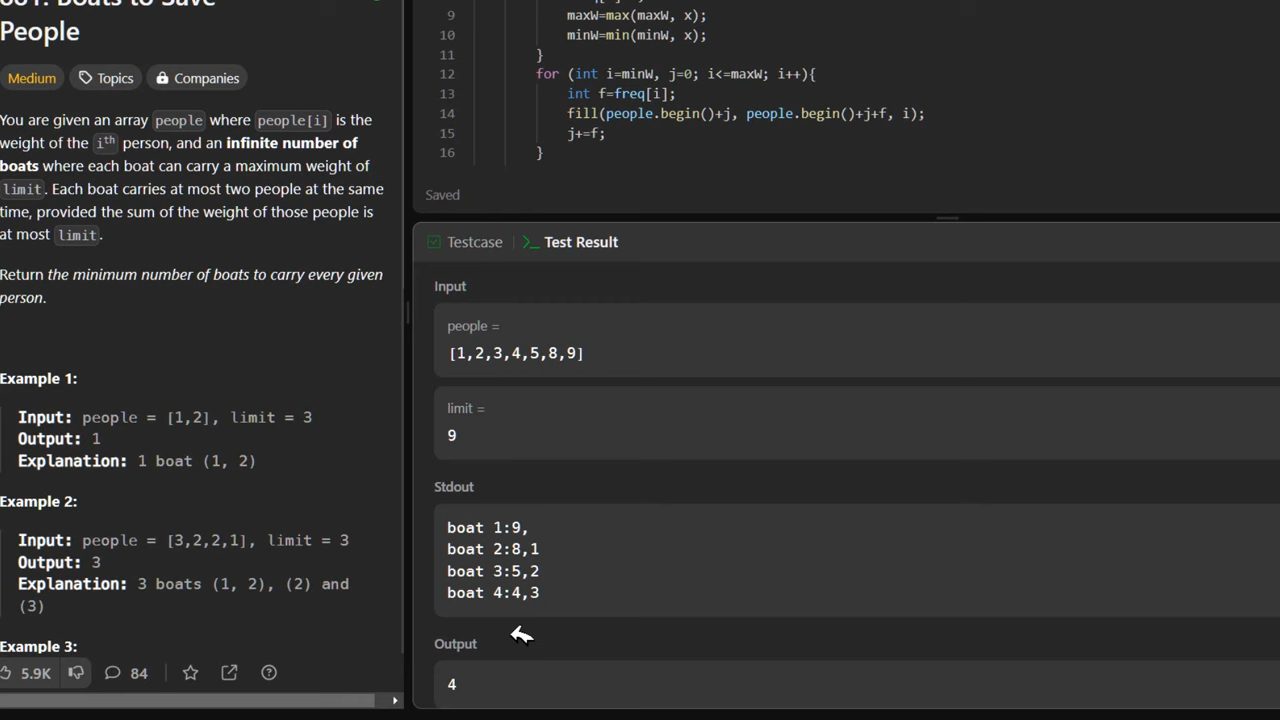 881. Boats to Save
People
Medium
Topics
Companies
You are given an array people where people[i] is the
weight of the ith person, and an infinite number of
boats where each boat can carry a maximum weight of
limit. Each boat carries at most two people at the same
time, provided the sum of the weight of those people is
at most limit.
Return the minimum number of boats to carry every given
person.
Example 1:
Input: people = [1,2], limit = 3
Output: 1
Explanation: 1 boat (1, 2)
Example 2:
Input: people = [3,2,2,1], limit = 3
Output: 3
Explanation: 3 boats (1, 2), (2) and
(3)
Example 3:
5.9K
84
9 maxW=max(maxW, x);
10 minW=min(minW, x);
11 }
12 for (int i=minW, j=0; i<=maxW; i++){
13 int f=freq[i];
14 fill(people.begin()+j, people.begin()+j+f, i);
15 j+=f;
16 }
Saved
Testcase
>_ Test Result
Input
people =
[1,2,3,4,5,8,9]
limit =
9
Stdout
boat 1:9,
boat 2:8,1
boat 3:5,2
boat 4:4,3
Output
4